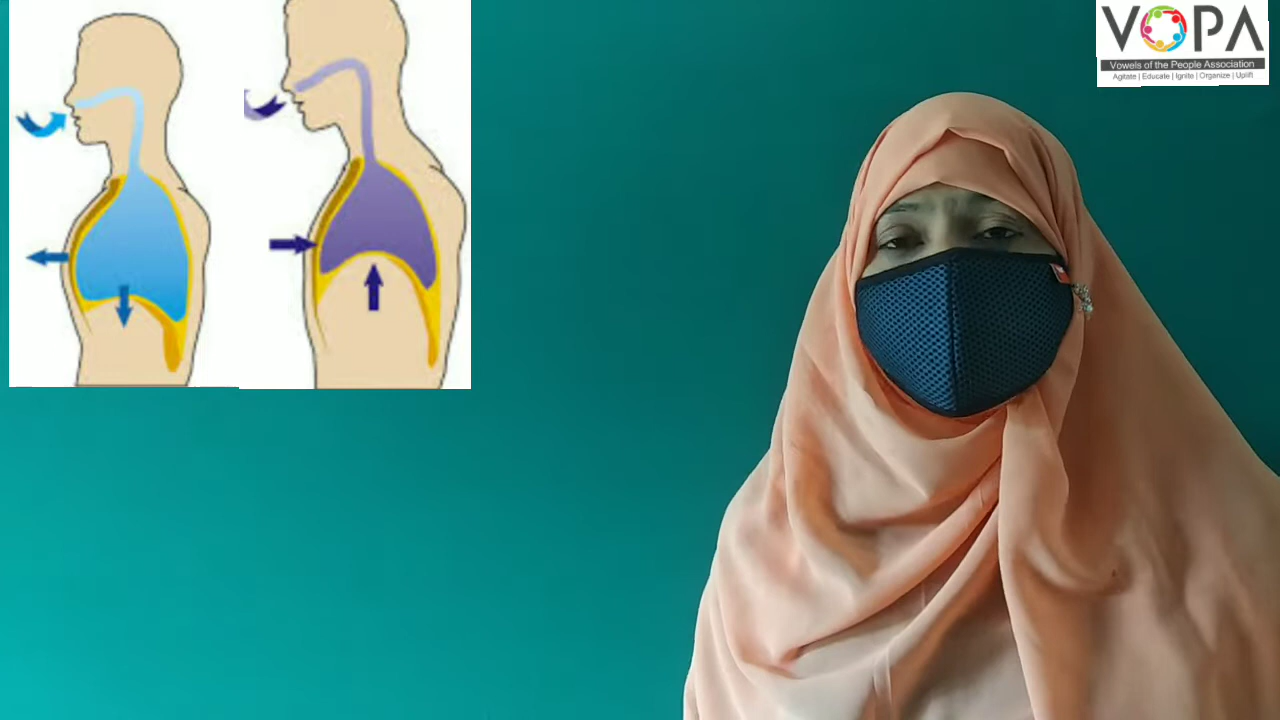 VOPA
Vowels of the People Association
Agitate | Educate | Ignite | Organize | Uplift